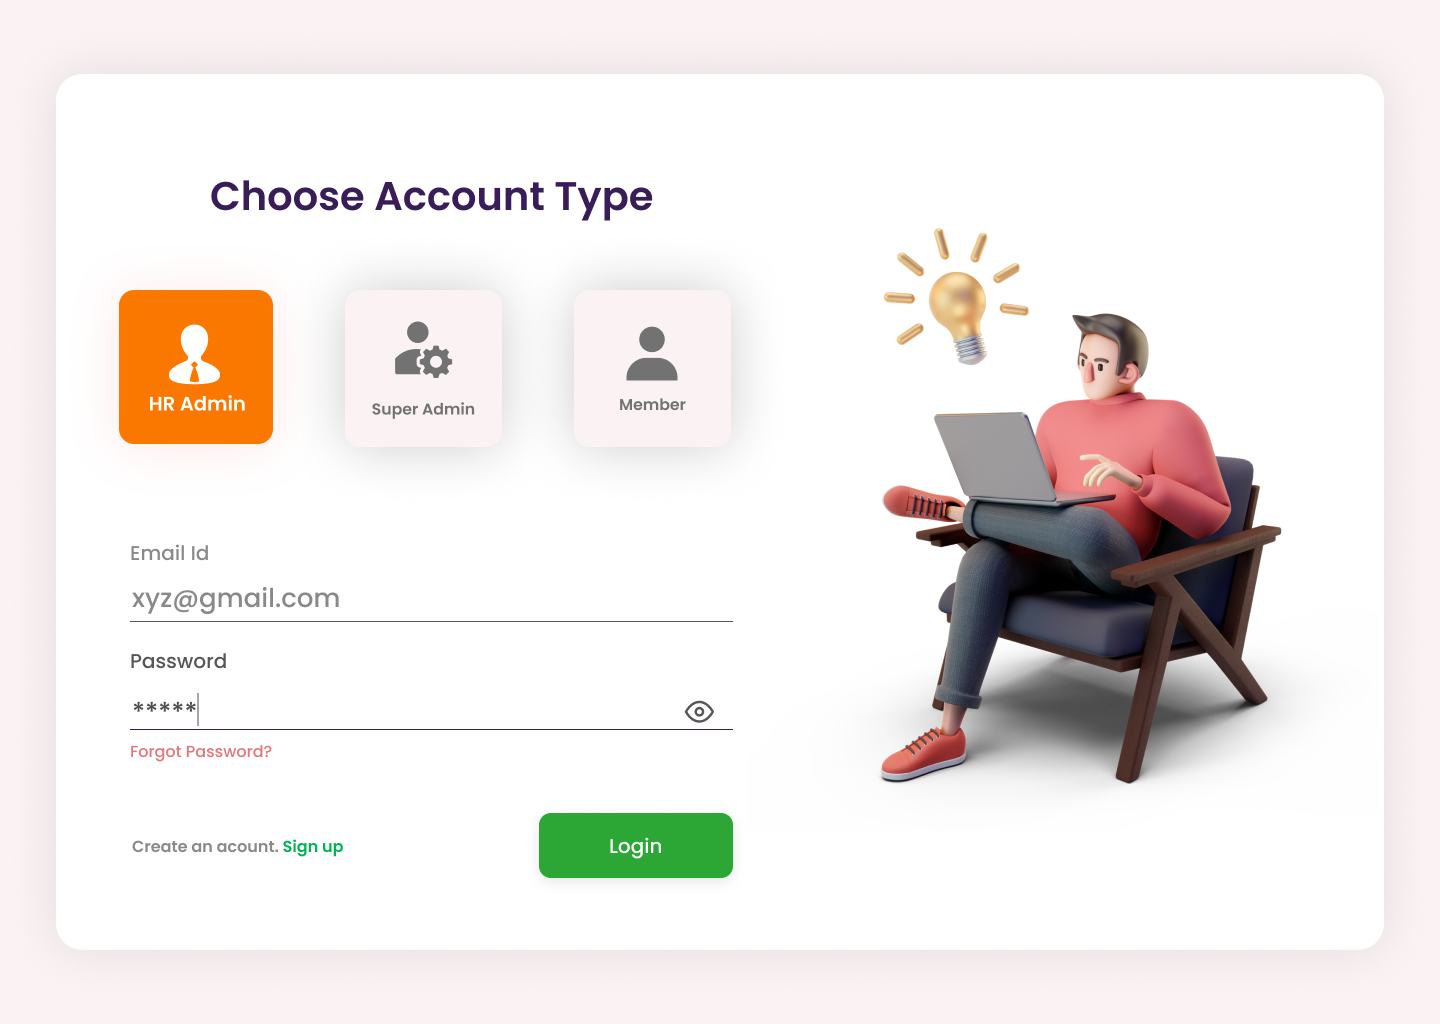 Choose Account Type
HR Admin
Super Admin
Member
Email Id
xyz@gmail.com
Password
*****
Forgot Password?
Create an acount. Sign up
Login